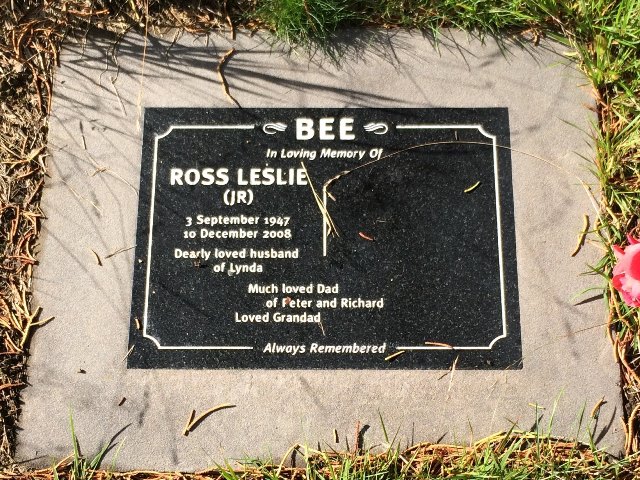 BEE
In Loving Memory Of
ROSS LESLIE
(JR)
3 September 1947
10 December 2008
Dearly loved husband
of Lynda
Much loved Dad
of Peter and Richard
Loved Grandad
Always Remembered